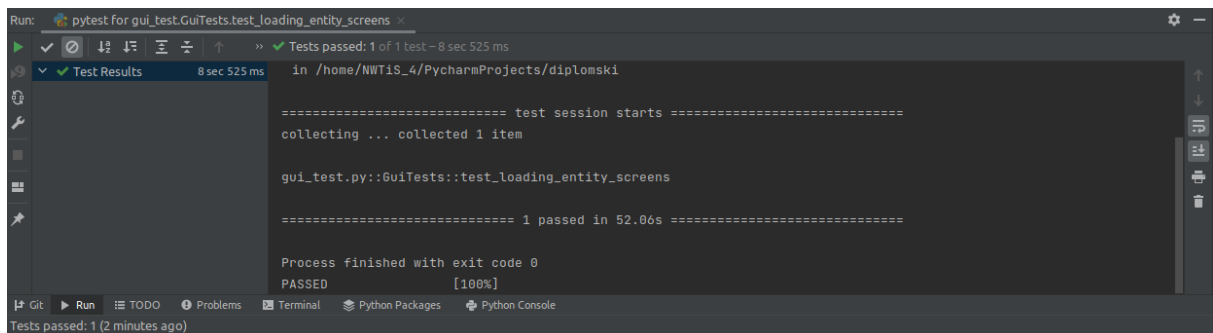 Run: pytest for gui_test.GuiTests.test_loading_entity_screens ×
» Tests passed: 1 of 1 test – 8 sec 525 ms
Test Results 8 sec 525 ms
in /home/NWTiS_4/PycharmProjects/diplomski
============================= test session starts ==============================
collecting ... collected 1 item
gui_test.py::GuiTests::test_loading_entity_screens
============================== 1 passed in 52.06s ==============================
Process finished with exit code 0
PASSED [100%]
Git Run TODO Problems Terminal Python Packages Python Console
Tests passed: 1 (2 minutes ago)